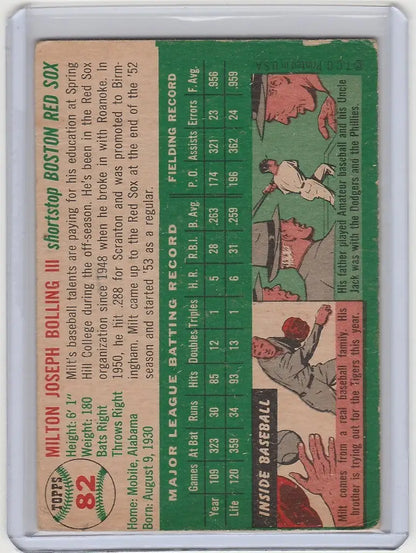 TOPPS
82
MILTON JOSEPH BOLLING III
shortstop BOSTON RED SOX
Height: 6' 1"
Weight: 180
Bats Right
Throws Right
Home: Mobile, Alabama
Born: August 9, 1930
Milt's baseball talents are paying for his education at Spring
Hill College during the off-season. He's been in the Red Sox
organization since 1948 when he broke in with Roanoke. In
1950, he hit .288 for Scranton and was promoted to Birm-
ingham. Milt came up to the Red Sox at the end of the '52
season and started '53 as a regular.
MAJOR LEAGUE BATTING RECORD FIELDING RECORD
Games At Bat Runs Hits Doubles Triples H. R. R.B.I. B. Avg. P. O. Assists Errors F. Avg.
Year 109 323 30 85 12 1 5 28 .263 174 321 23 .956
Life 120 359 34 93 13 1 6 31 .259 196 362 24 .959
INSIDE BASEBALL
Milt comes from a real baseball family. His
brother is trying out for the Tigers this year.
His father played Amateur baseball and his Uncle
Jack was with the Dodgers and the Phillies.
© T.C.G. Printed in U.S.A.